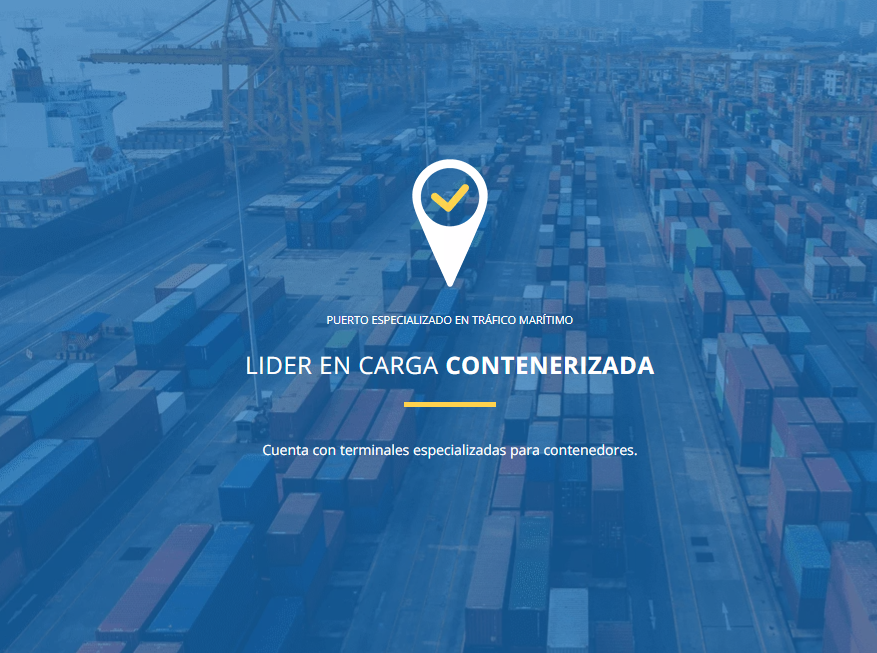 PUERTO ESPECIALIZADO EN TRÁFICO MARÍTIMO
LIDER EN CARGA CONTENERIZADA
Cuenta con terminales especializadas para contenedores.